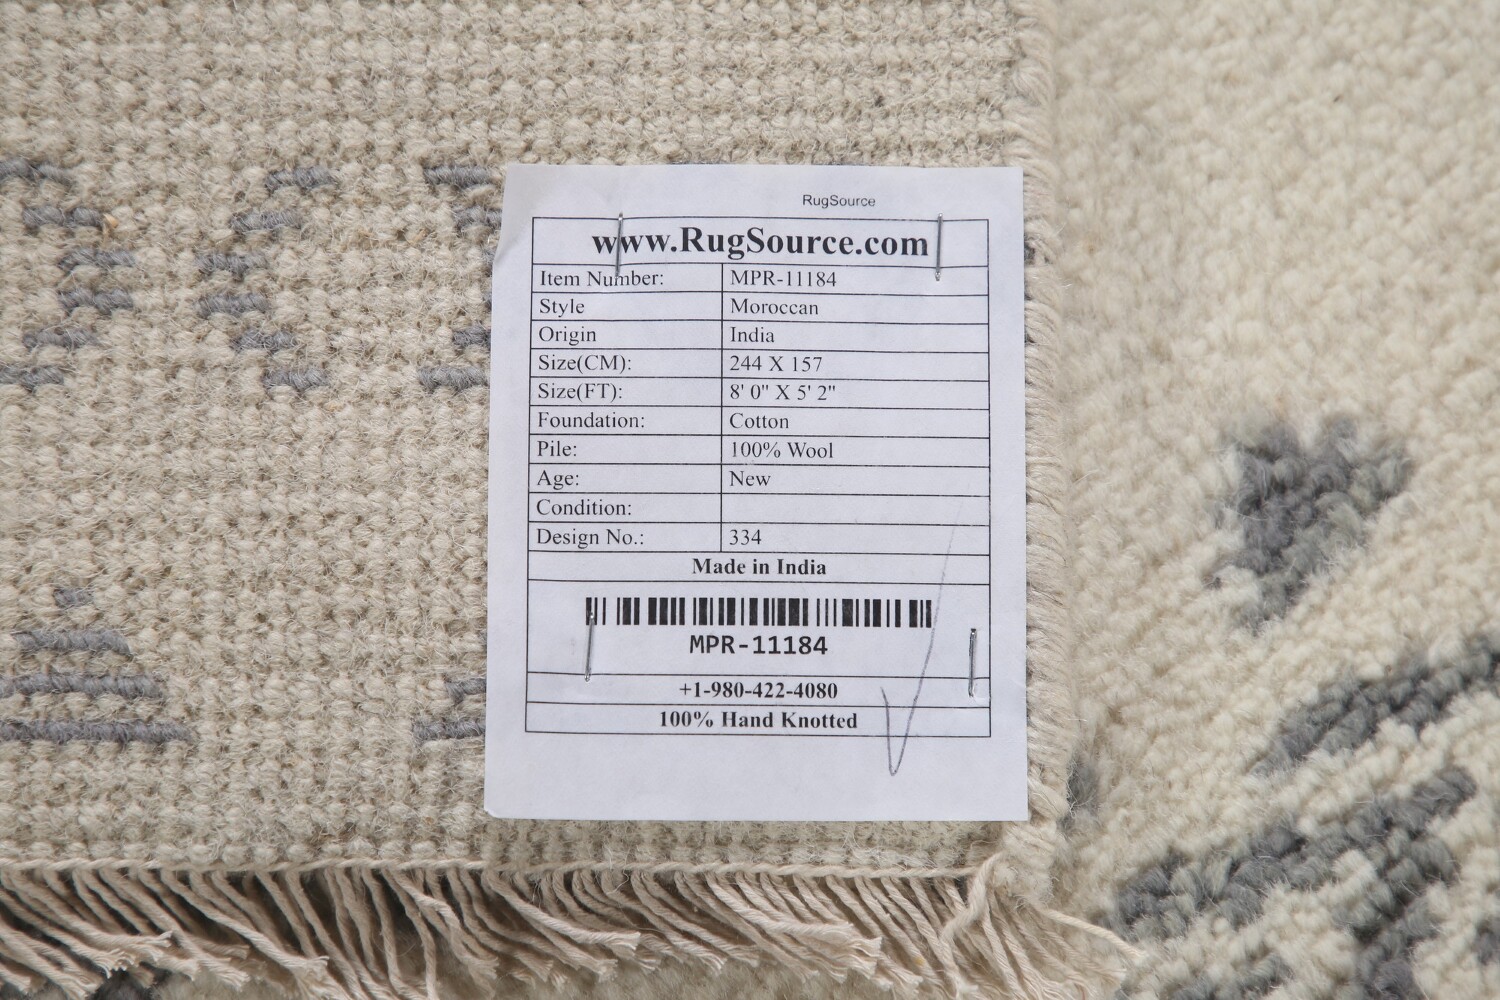 RugSource
www.RugSource.com
Item Number: MPR-11184
Style Moroccan
Origin India
Size(CM): 244 X 157
Size(FT): 8' 0" X 5' 2"
Foundation: Cotton
Pile: 100% Wool
Age: New
Condition:
Design No.: 334
Made in India
MPR-11184
+1-980-422-4080
100% Hand Knotted